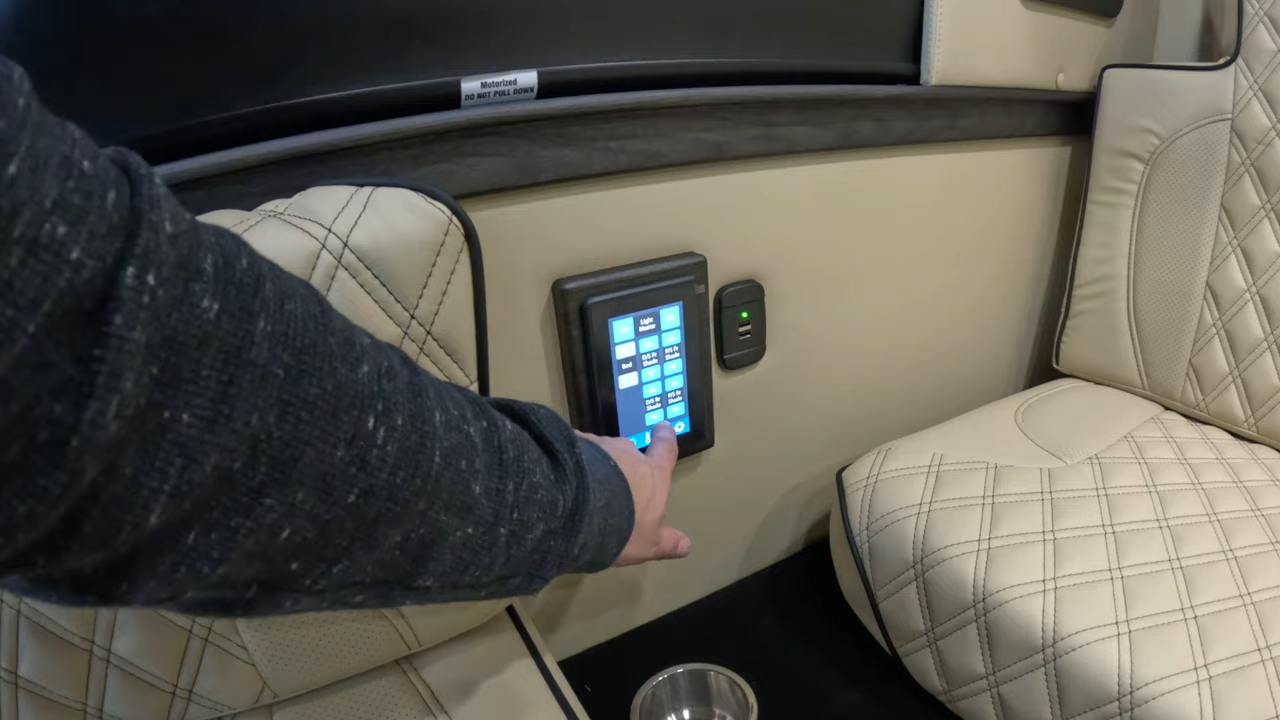 Motorized
DO NOT PULL DOWN
Light
Master
Bed
D/S Fr
Shade
P/S Fr
Shade
D/S Rr
Shade
P/S Rr
Shade